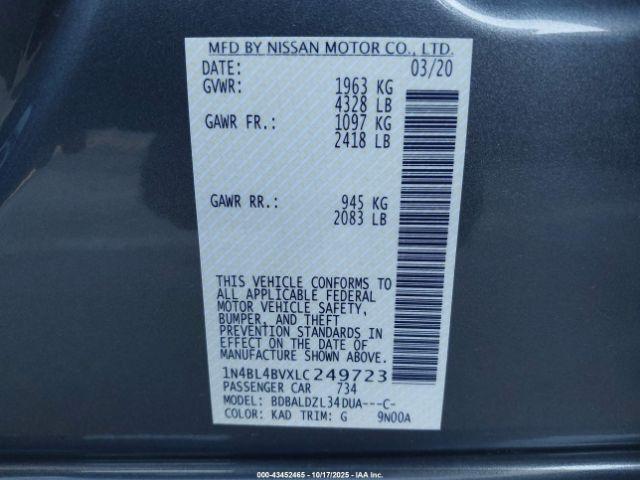 MFD BY NISSAN MOTOR CO., LTD.
DATE: 03/20
GVWR: 1963 KG
4328 LB
GAWR FR.: 1097 KG
2418 LB
GAWR RR.: 945 KG
2083 LB
THIS VEHICLE CONFORMS TO
ALL APPLICABLE FEDERAL
MOTOR VEHICLE SAFETY,
BUMPER, AND THEFT
PREVENTION STANDARDS IN
EFFECT ON THE DATE OF
MANUFACTURE SHOWN ABOVE.
1N4BL4BVXLC249723
PASSENGER CAR 734
MODEL: BDBALDZL34DUA---C-
COLOR: KAD TRIM: G 9N00A
000-43452465 - 10/17/2025 - IAAI.COM